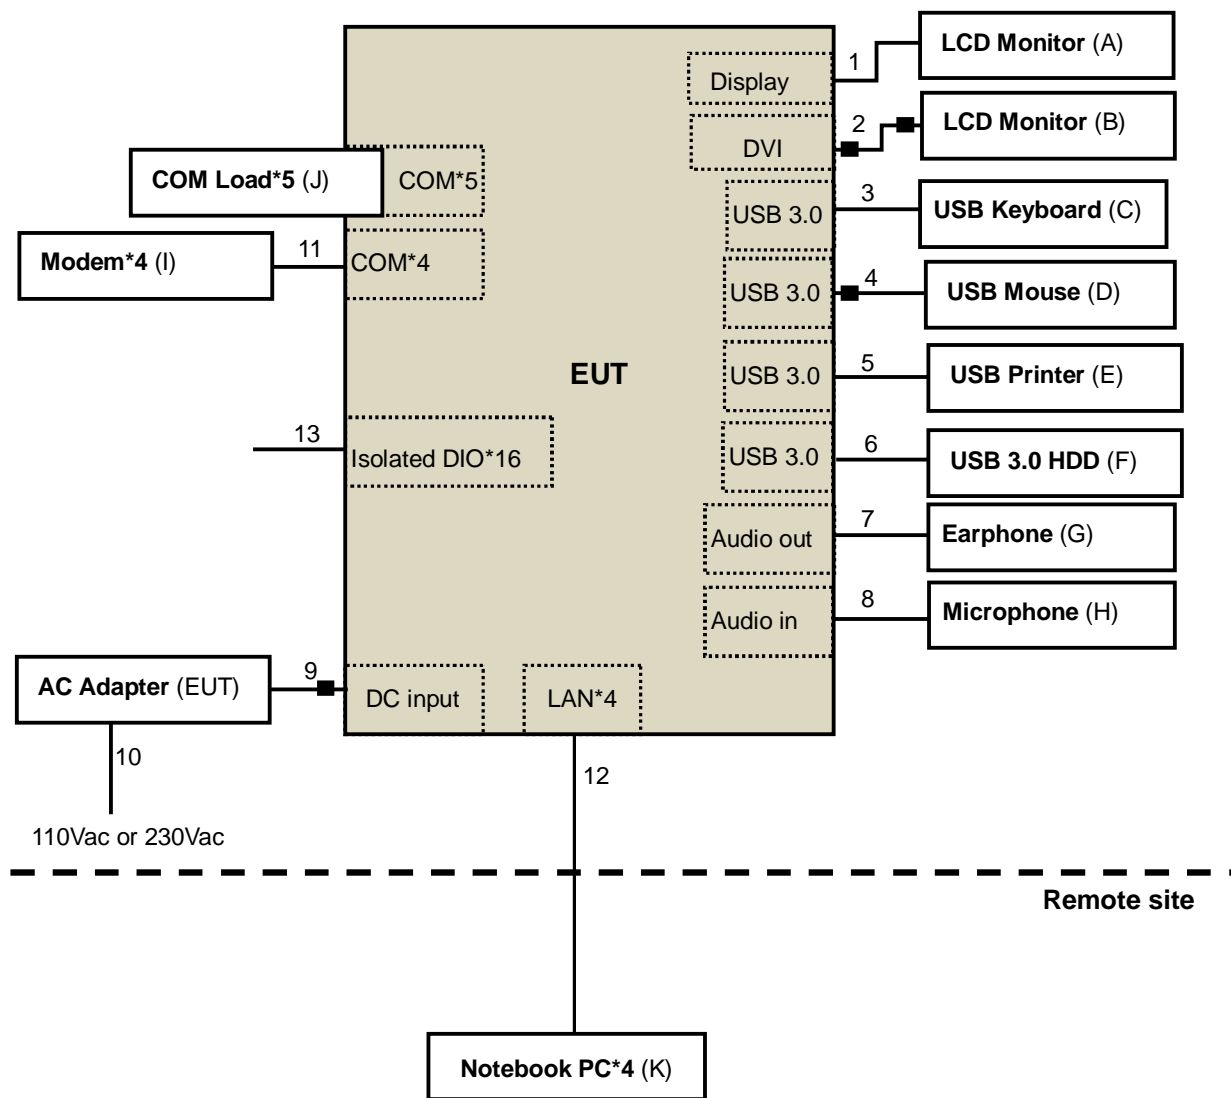 LCD Monitor (A)
1
Display
LCD Monitor (B)
2
DVI
COM Load*5 (J)
COM*5
3
USB 3.0
USB Keyboard (C)
Modem*4 (I)
11
COM*4
4
USB 3.0
USB Mouse (D)
EUT
5
USB 3.0
USB Printer (E)
13
Isolated DIO*16
6
USB 3.0
USB 3.0 HDD (F)
7
Audio out
Earphone (G)
8
Audio in
Microphone (H)
AC Adapter (EUT)
9
DC input
LAN*4
10
12
110Vac or 230Vac
Remote site
Notebook PC*4 (K)